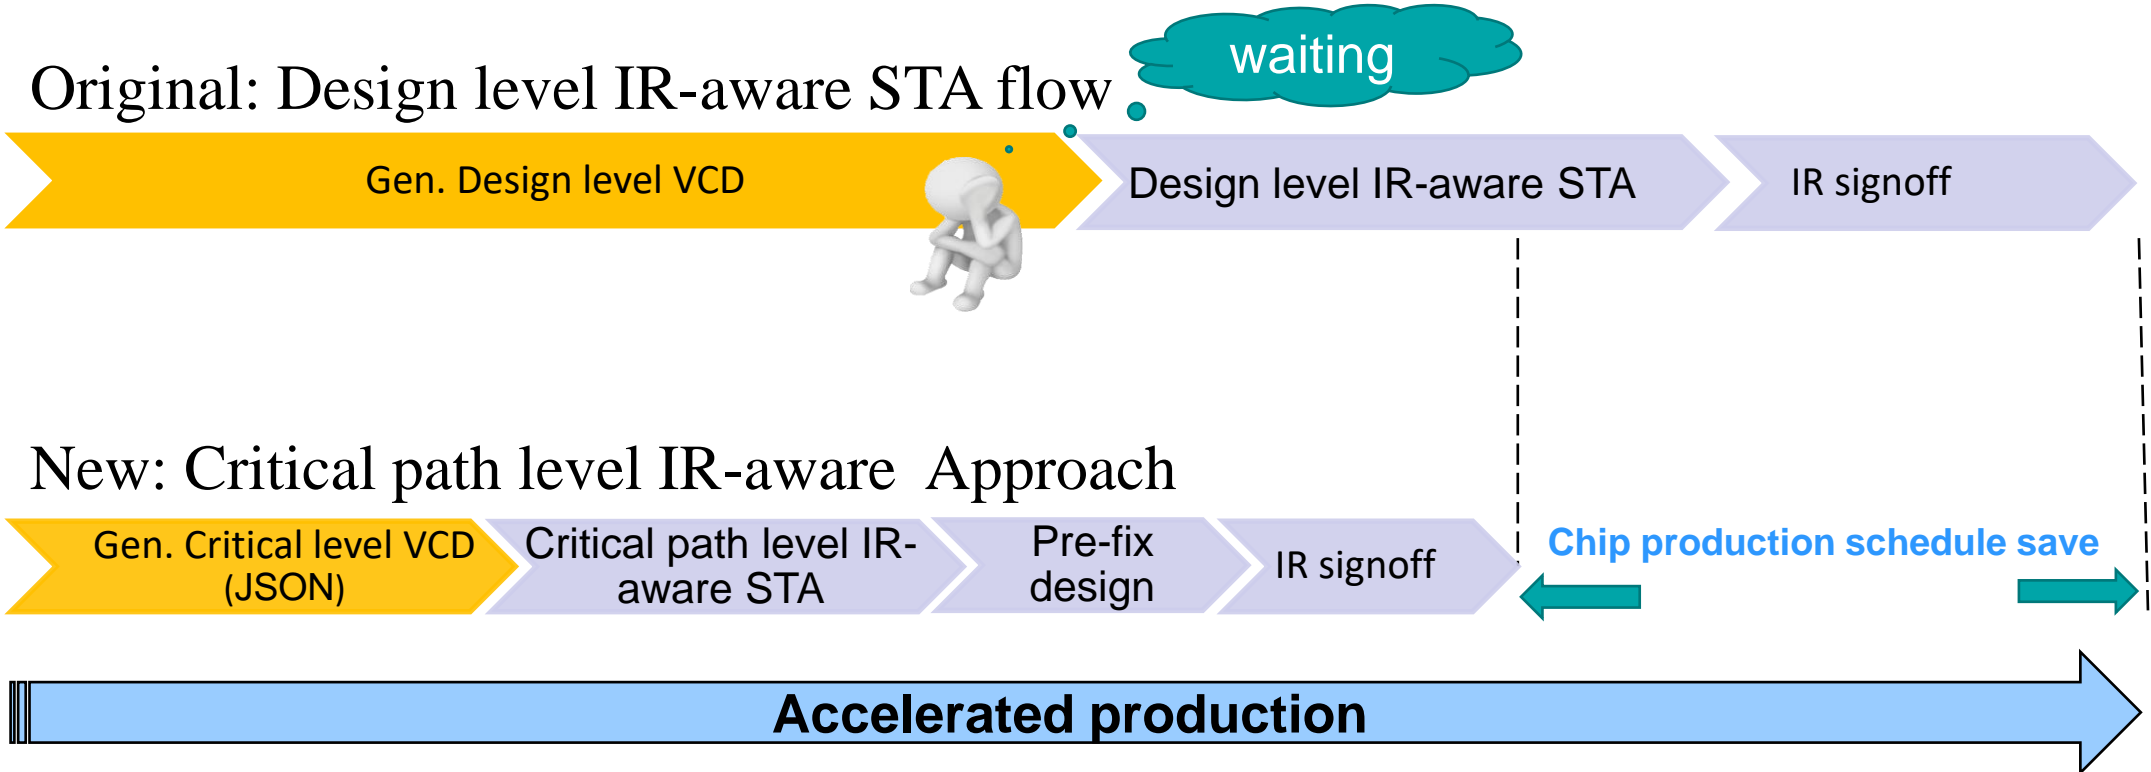 waiting
Original: Design level IR-aware STA flow
Gen. Design level VCD
Design level IR-aware STA
IR signoff
New: Critical path level IR-aware Approach
Gen. Critical level VCD
(JSON)
Critical path level IR-
aware STA
Pre-fix
design
IR signoff
Chip production schedule save
Accelerated production